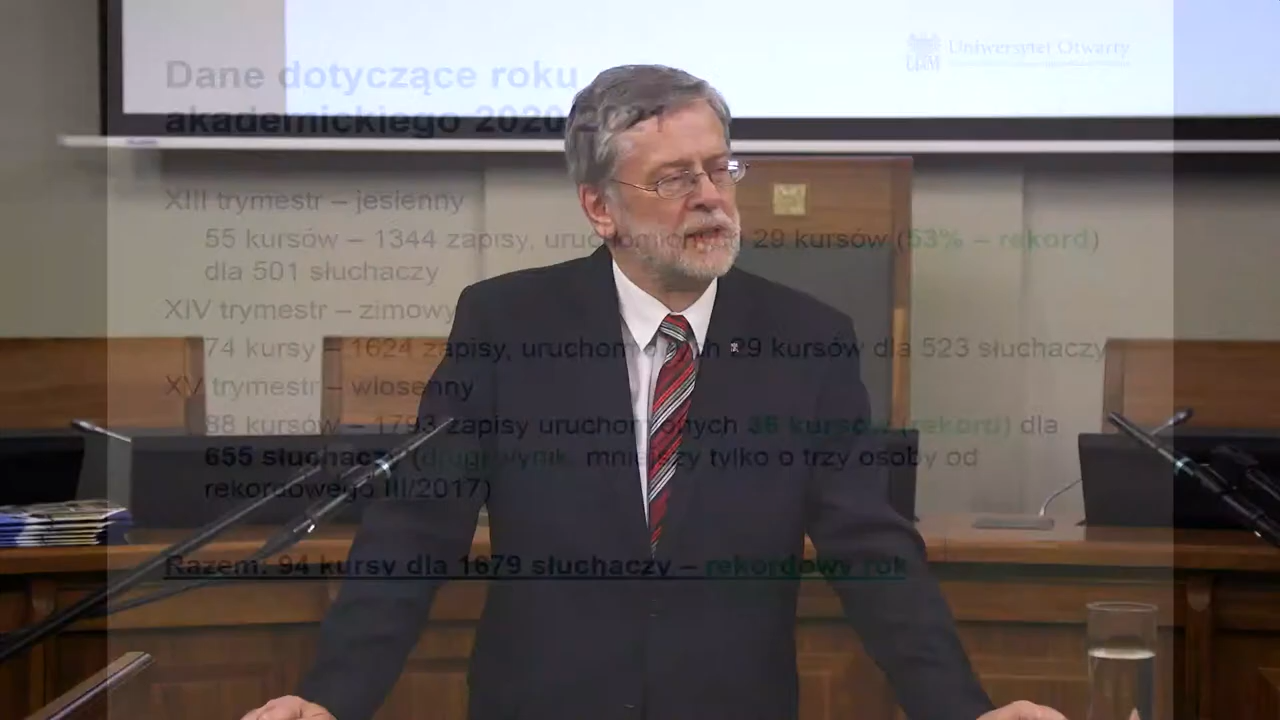 Uniwersytet Otwarty
Dane dotyczące roku
akademickiego 2020/202
XIII trymestr – jesienny
55 kursów – 1344 zapisy, uruchomionych 29 kursów (53% – rekord)
dla 501 słuchaczy
XIV trymestr – zimowy
74 kursy – 1624 zapisy, uruchomionych 29 kursów dla 523 słuchaczy
XV trymestr – wiosenny
88 kursów – 1793 zapisy uruchomionych 36 kursów (rekord) dla
655 słuchaczy (drugi wynik, mniejszy tylko o trzy osoby od
rekordowego III/2017)
Razem: 94 kursy dla 1679 słuchaczy – rekordowy rok